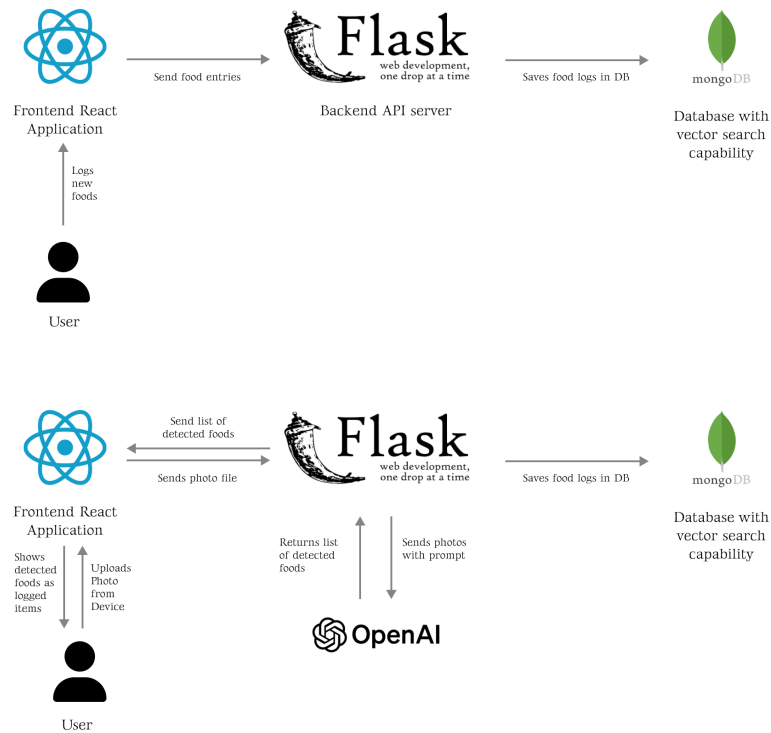 Flask
web development,
one drop at a time
mongoDB
Send food entries
Saves food logs in DB
Frontend React
Application
Backend API server
Database with
vector search
capability
Logs
new
foods
User
Send list of
detected foods
Flask
web development,
one drop at a time
mongoDB
Sends photo file
Saves food logs in DB
Frontend React
Application
Database with
vector search
capability
Shows
detected
foods as
logged
items
Uploads
Photo
from
Device
Returns list
of detected
foods
Sends photos
with prompt
OpenAI
User